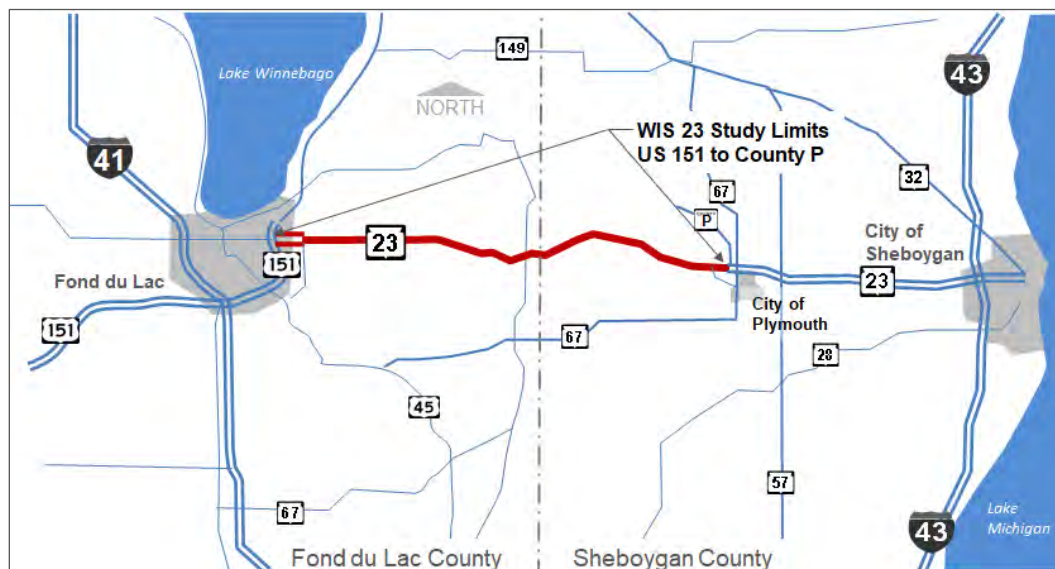 Lake Winnebago
149
43
NORTH
WIS 23 Study Limits
US 151 to County P
41
67
32
P
City of
Sheboygan
23
151
Fond du Lac
23
City of
Plymouth
151
67
28
45
57
67
43
Lake
Michigan
Fond du Lac County
Sheboygan County